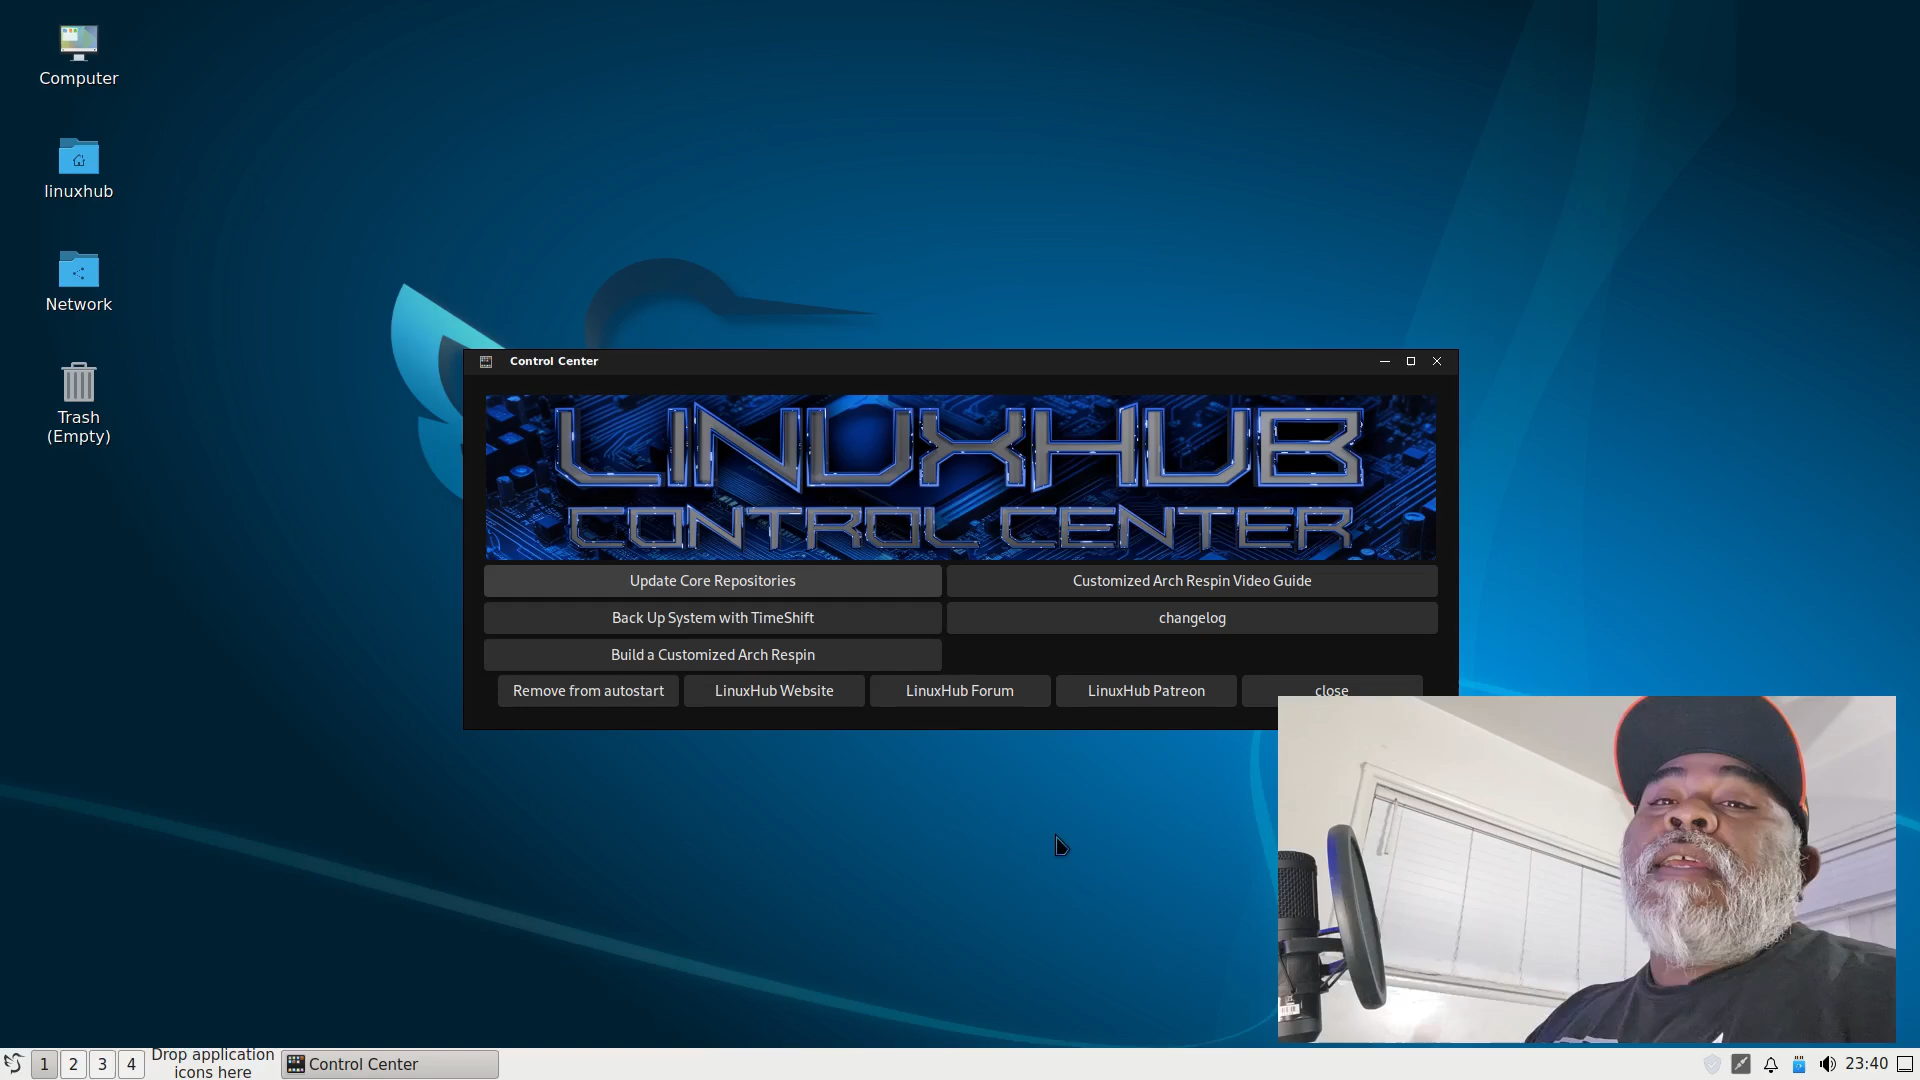 Computer
linuxhub
Network
Trash
(Empty)
Control Center
LINUXHUB
CONTROL CENTER
Update Core Repositories
Customized Arch Respin Video Guide
Back Up System with TimeShift
changelog
Build a Customized Arch Respin
Remove from autostart
LinuxHub Website
LinuxHub Forum
LinuxHub Patreon
close
1
2
3
4
Drop application
icons here
Control Center
23:40